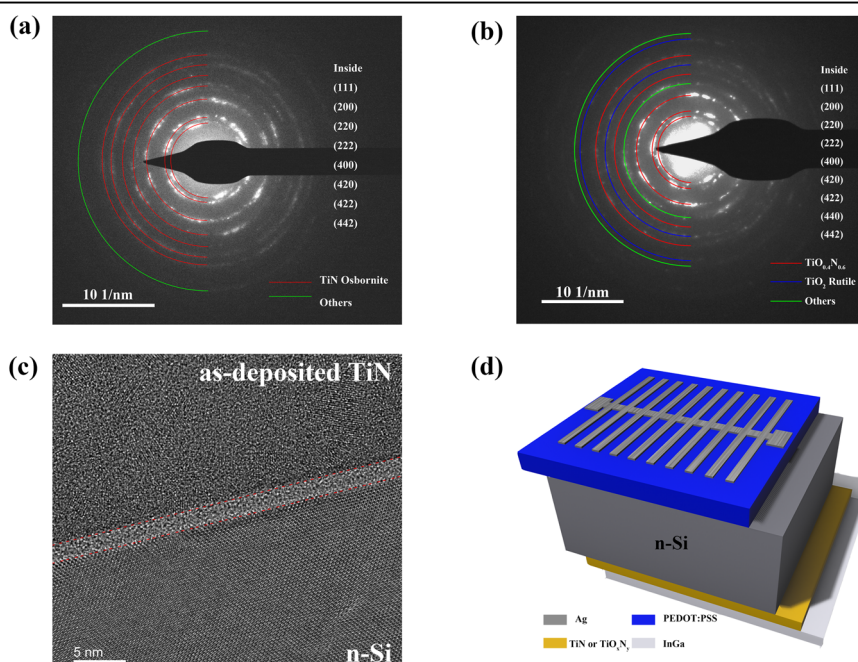 (a)
Inside
(111)
(200)
(220)
(222)
(400)
(420)
(422)
(442)
TiN Osbornite
Others
10 1/nm
(b)
Inside
(111)
(200)
(220)
(222)
(400)
(420)
(422)
(440)
(442)
TiO₀.₄N₀.₆
TiO₂ Rutile
Others
10 1/nm
(c)
as-deposited TiN
5 nm
n-Si
(d)
n-Si
Ag
PEDOT:PSS
TiN or TiOₓNᵧ
InGa